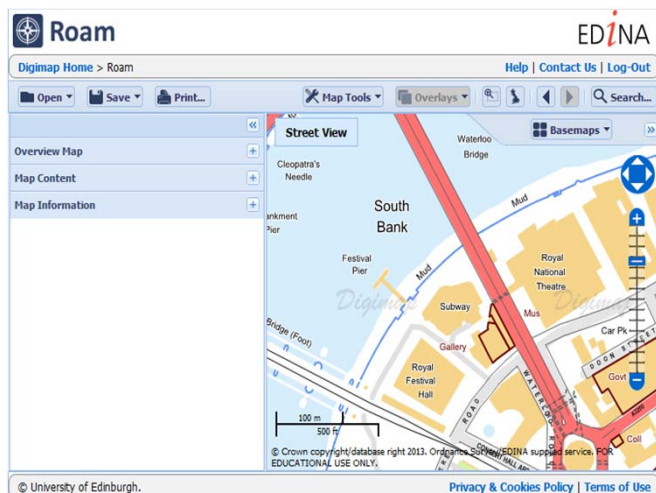 Roam
EDINA
Digimap Home > Roam
Help | Contact Us | Log-Out
Open
Save
Print...
Map Tools
Overlays
Search...
Street View
Basemaps
Overview Map
Map Content
Map Information
Waterloo
Bridge
Cleopatra's
Needle
South
Bank
Mud
ankment
Pier
Festival
Pier
Mud
Royal
National
Theatre
Digimap
Digimap
Subway
Mus
Gallery
Car Pk
DOON STREET
Bridge (Foot)
Royal
Festival
Hall
Govt
WATERLOO
ROAD
Coll
100 m
500 ft
© Crown copyright/database right 2013. Ordnance Survey/EDINA supplied service. FOR
EDUCATIONAL USE ONLY.
© University of Edinburgh.
Privacy & Cookies Policy | Terms of Use